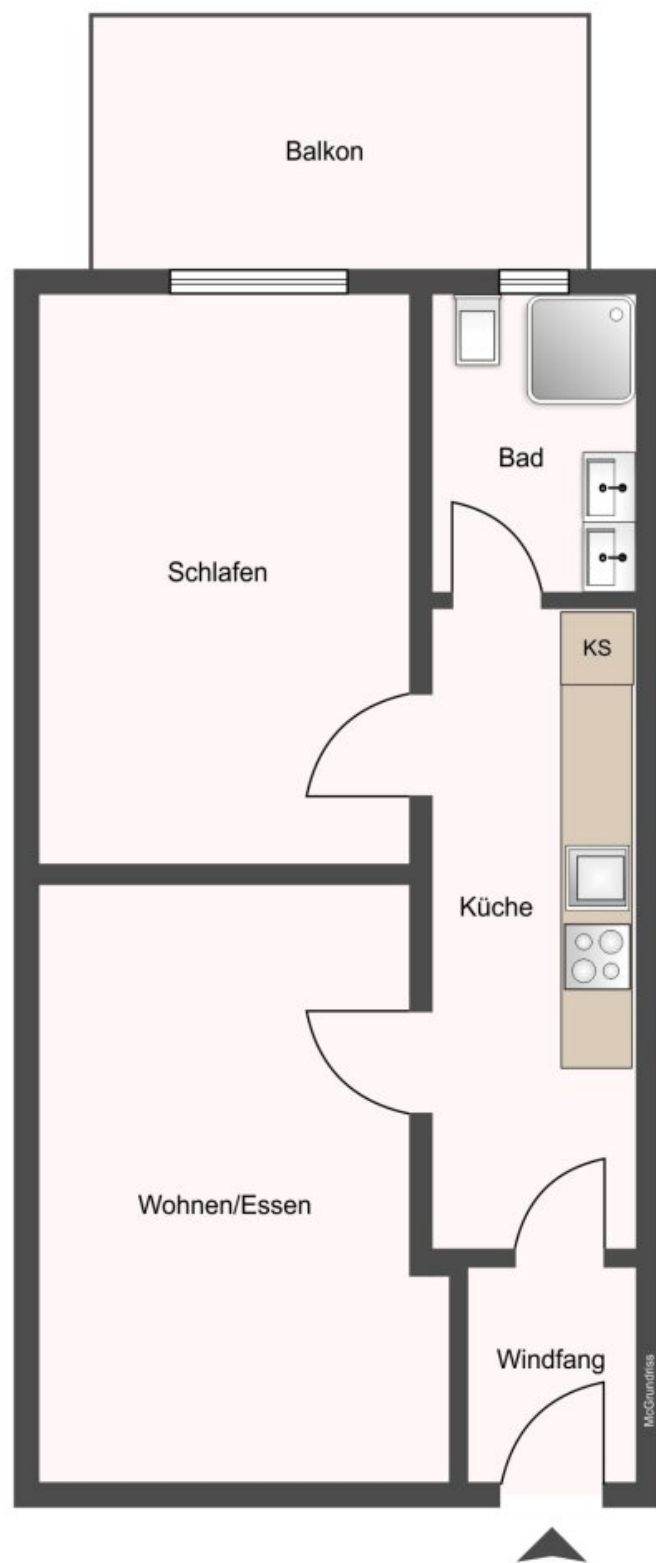 Balkon
Bad
Schlafen
KS
Küche
Wohnen/Essen
Windfang
McGrundriss